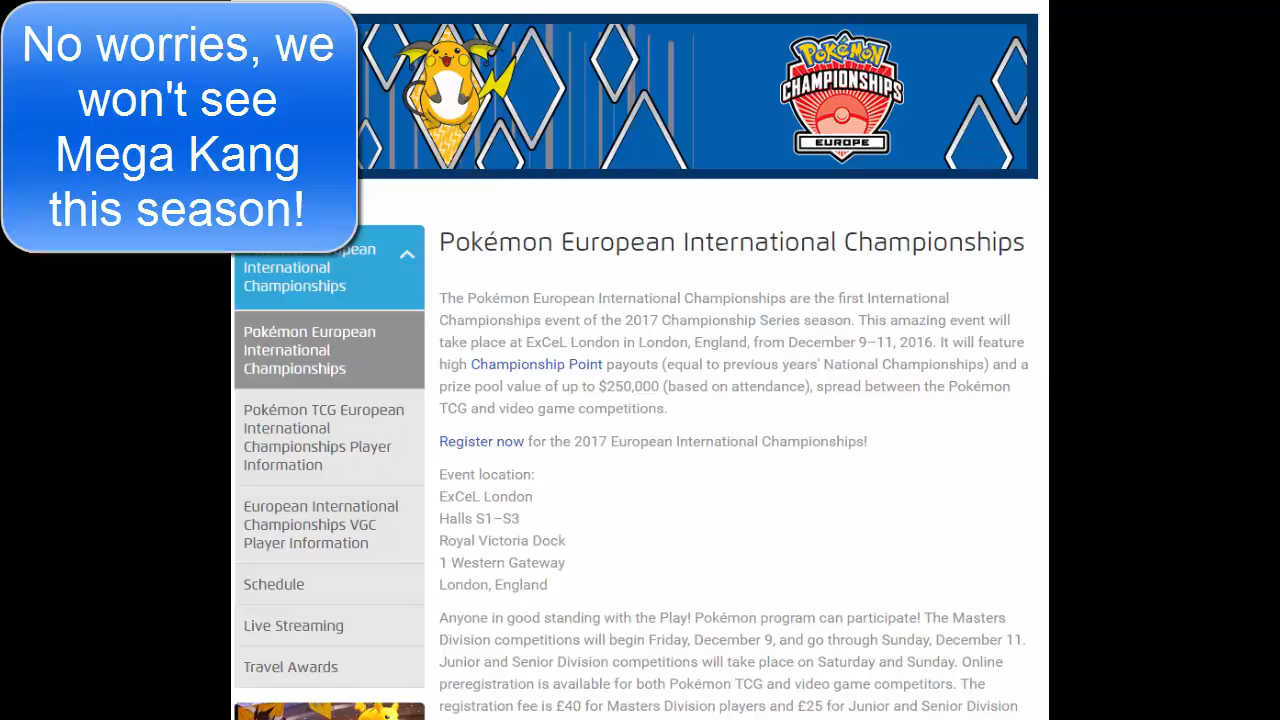 No worries, we
won't see
Mega Kang
this season!
POKéMON
CHAMPIONSHIPS
EUROPE
International
Championships
Pokémon European
International
Championships
Pokémon TCG European
International
Championships Player
Information
European International
Championships VGC
Player Information
Schedule
Live Streaming
Travel Awards
Pokémon European International Championships
The Pokémon European International Championships are the first International
Championships event of the 2017 Championship Series season. This amazing event will
take place at ExCeL London in London, England, from December 9–11, 2016. It will feature
high Championship Point payouts (equal to previous years' National Championships) and a
prize pool value of up to $250,000 (based on attendance), spread between the Pokémon
TCG and video game competitions.
Register now for the 2017 European International Championships!
Event location:
ExCeL London
Halls S1–S3
Royal Victoria Dock
1 Western Gateway
London, England
Anyone in good standing with the Play! Pokémon program can participate! The Masters
Division competitions will begin Friday, December 9, and go through Sunday, December 11.
Junior and Senior Division competitions will take place on Saturday and Sunday. Online
preregistration is available for both Pokémon TCG and video game competitors. The
registration fee is £40 for Masters Division players and £25 for Junior and Senior Division